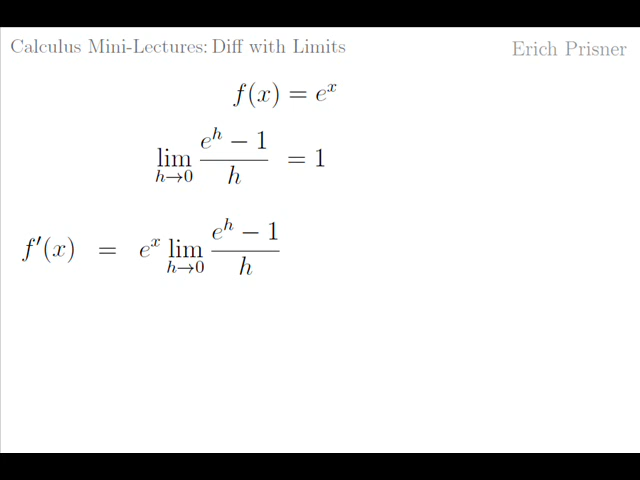 Calculus Mini-Lectures: Diff with Limits
Erich Prisner
f(x) = e^x
lim_{h→0} (e^h − 1)/h = 1
f′(x) = e^x lim_{h→0} (e^h − 1)/h